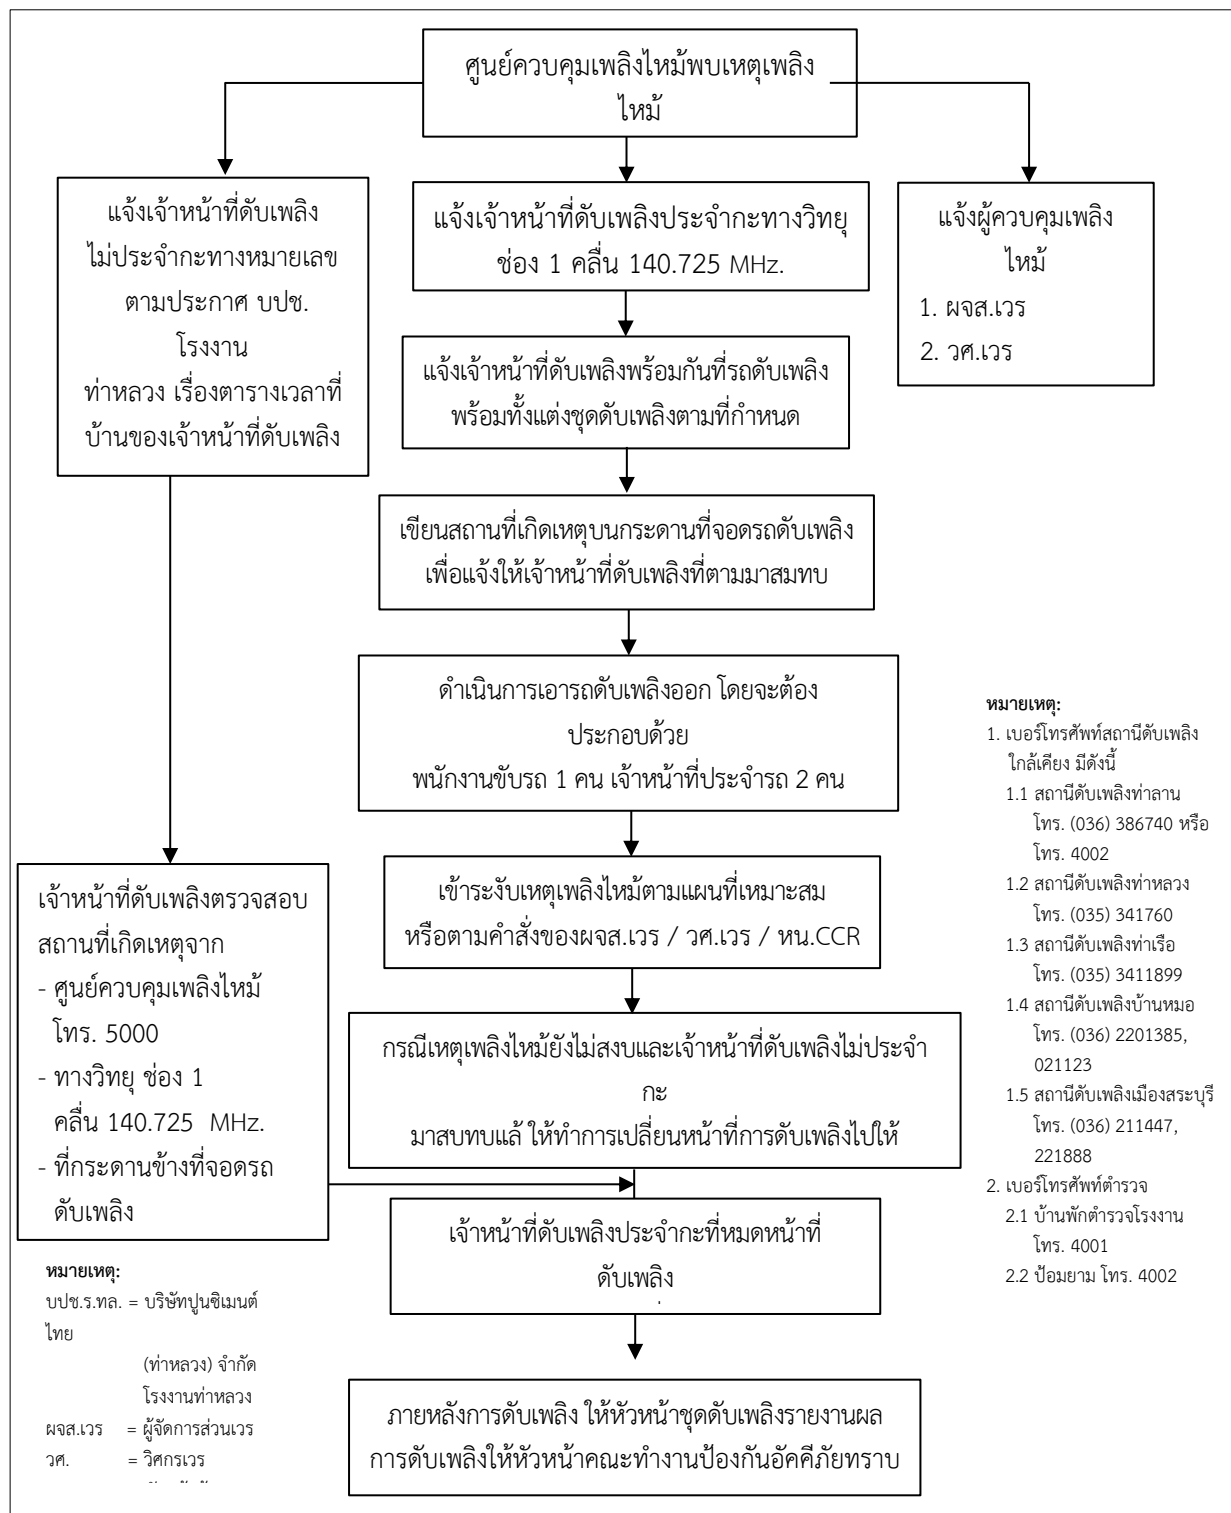 ศูนย์ควบคุมเพลิงไหม้พบเหตุเพลิง
ไหม้
แจ้งเจ้าหน้าที่ดับเพลิง
ไม่ประจำกะทางหมายเลข
ตามประกาศ บปช.
โรงงาน
ท่าหลวง เรื่องตารางเวลาที่
บ้านของเจ้าหน้าที่ดับเพลิง
แจ้งเจ้าหน้าที่ดับเพลิงประจำกะทางวิทยุ
ช่อง 1 คลื่น 140.725 MHz.
แจ้งผู้ควบคุมเพลิง
ไหม้
1. ผจส.เวร
2. วศ.เวร
แจ้งเจ้าหน้าที่ดับเพลิงพร้อมกันที่รถดับเพลิง
พร้อมทั้งแต่งชุดดับเพลิงตามที่กำหนด
เขียนสถานที่เกิดเหตุบนกระดานที่จอดรถดับเพลิง
เพื่อแจ้งให้เจ้าหน้าที่ดับเพลิงที่ตามมาสมทบ
ดำเนินการเอารถดับเพลิงออก โดยจะต้อง
ประกอบด้วย
พนักงานขับรถ 1 คน เจ้าหน้าที่ประจำรถ 2 คน
เข้าระงับเหตุเพลิงไหม้ตามแผนที่เหมาะสม
หรือตามคำสั่งของผจส.เวร / วศ.เวร / หน.CCR
กรณีเหตุเพลิงไหม้ยังไม่สงบและเจ้าหน้าที่ดับเพลิงไม่ประจำ
กะ
มาสบทบแล้ ให้ทำการเปลี่ยนหน้าที่การดับเพลิงไปให้
เจ้าหน้าที่ดับเพลิงตรวจสอบ
สถานที่เกิดเหตุจาก
- ศูนย์ควบคุมเพลิงไหม้
โทร. 5000
- ทางวิทยุ ช่อง 1
คลื่น 140.725 MHz.
- ที่กระดานข้างที่จอดรถ
ดับเพลิง
เจ้าหน้าที่ดับเพลิงประจำกะที่หมดหน้าที่
ดับเพลิง
ภายหลังการดับเพลิง ให้หัวหน้าชุดดับเพลิงรายงานผล
การดับเพลิงให้หัวหน้าคณะทำงานป้องกันอัคคีภัยทราบ
หมายเหตุ:
บปช.ร.ทล. = บริษัทปูนซิเมนต์
ไทย
(ท่าหลวง) จำกัด
โรงงานท่าหลวง
ผจส.เวร = ผู้จัดการส่วนเวร
วศ. = วิศกรเวร
หมายเหตุ:
1. เบอร์โทรศัพท์สถานีดับเพลิง
ใกล้เคียง มีดังนี้
1.1 สถานีดับเพลิงท่าลาน
โทร. (036) 386740 หรือ
โทร. 4002
1.2 สถานีดับเพลิงท่าหลวง
โทร. (035) 341760
1.3 สถานีดับเพลิงท่าเรือ
โทร. (035) 3411899
1.4 สถานีดับเพลิงบ้านหมอ
โทร. (036) 2201385,
021123
1.5 สถานีดับเพลิงเมืองสระบุรี
โทร. (036) 211447,
221888
2. เบอร์โทรศัพท์ตำรวจ
2.1 บ้านพักตำรวจโรงงาน
โทร. 4001
2.2 ป้อมยาม โทร. 4002